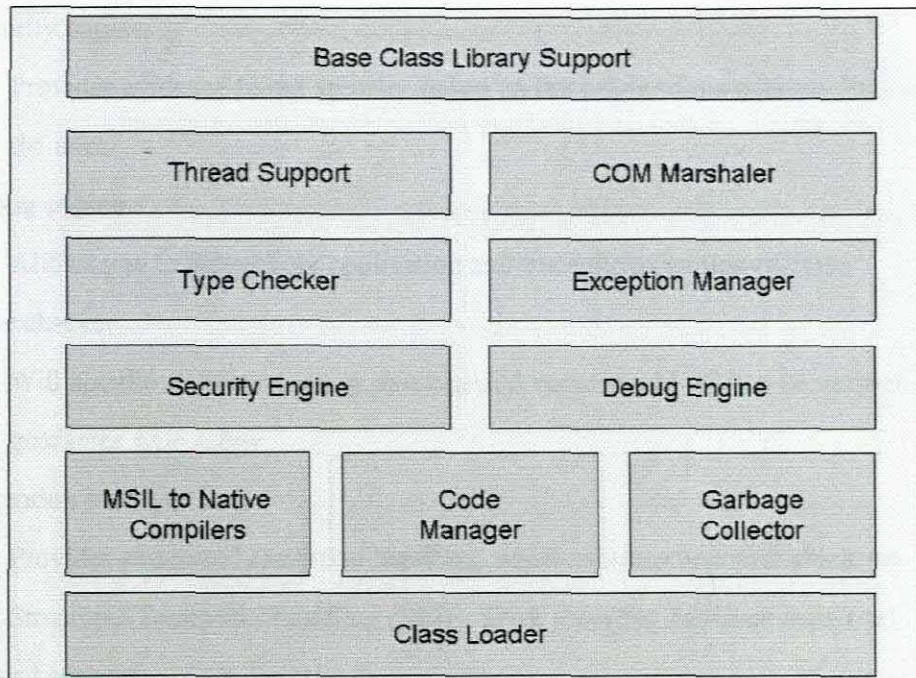 Base Class Library Support
Thread Support
COM Marshaler
Type Checker
Exception Manager
Security Engine
Debug Engine
MSIL to Native
Compilers
Code
Manager
Garbage
Collector
Class Loader